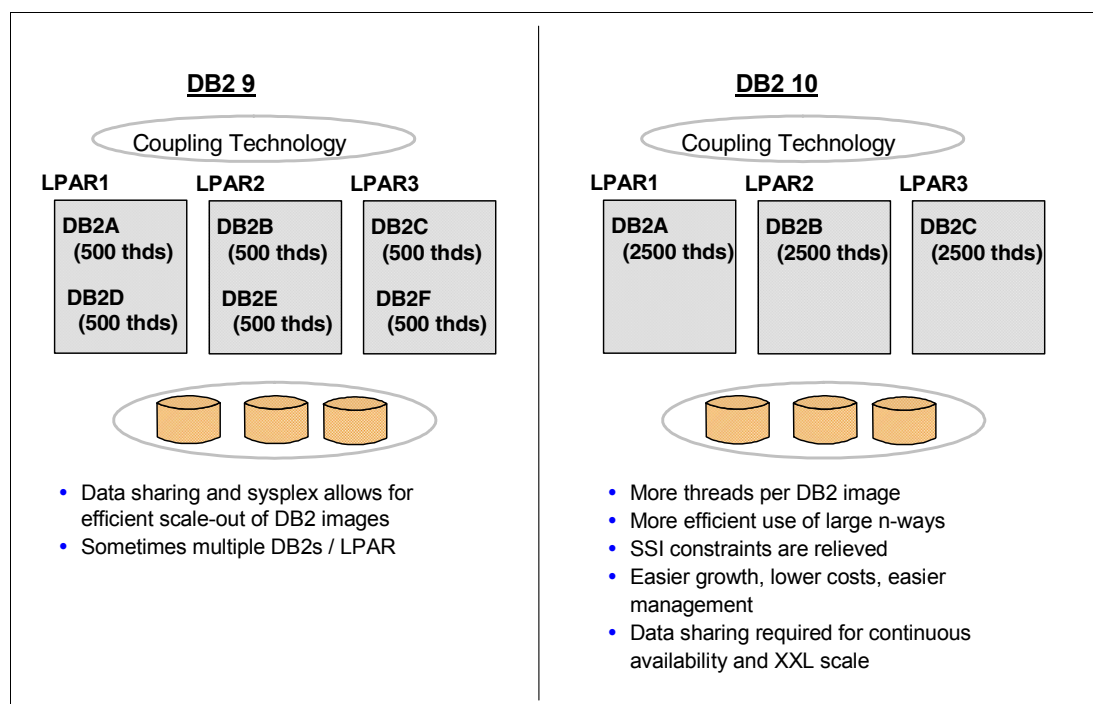 DB2 9
Coupling Technology
LPAR1 LPAR2 LPAR3
DB2A DB2B DB2C
(500 thds) (500 thds) (500 thds)
DB2D DB2E DB2F
(500 thds) (500 thds) (500 thds)
• Data sharing and sysplex allows for
efficient scale-out of DB2 images
• Sometimes multiple DB2s / LPAR
DB2 10
Coupling Technology
LPAR1 LPAR2 LPAR3
DB2A DB2B DB2C
(2500 thds) (2500 thds) (2500 thds)
• More threads per DB2 image
• More efficient use of large n-ways
• SSI constraints are relieved
• Easier growth, lower costs, easier
management
• Data sharing required for continuous
availability and XXL scale